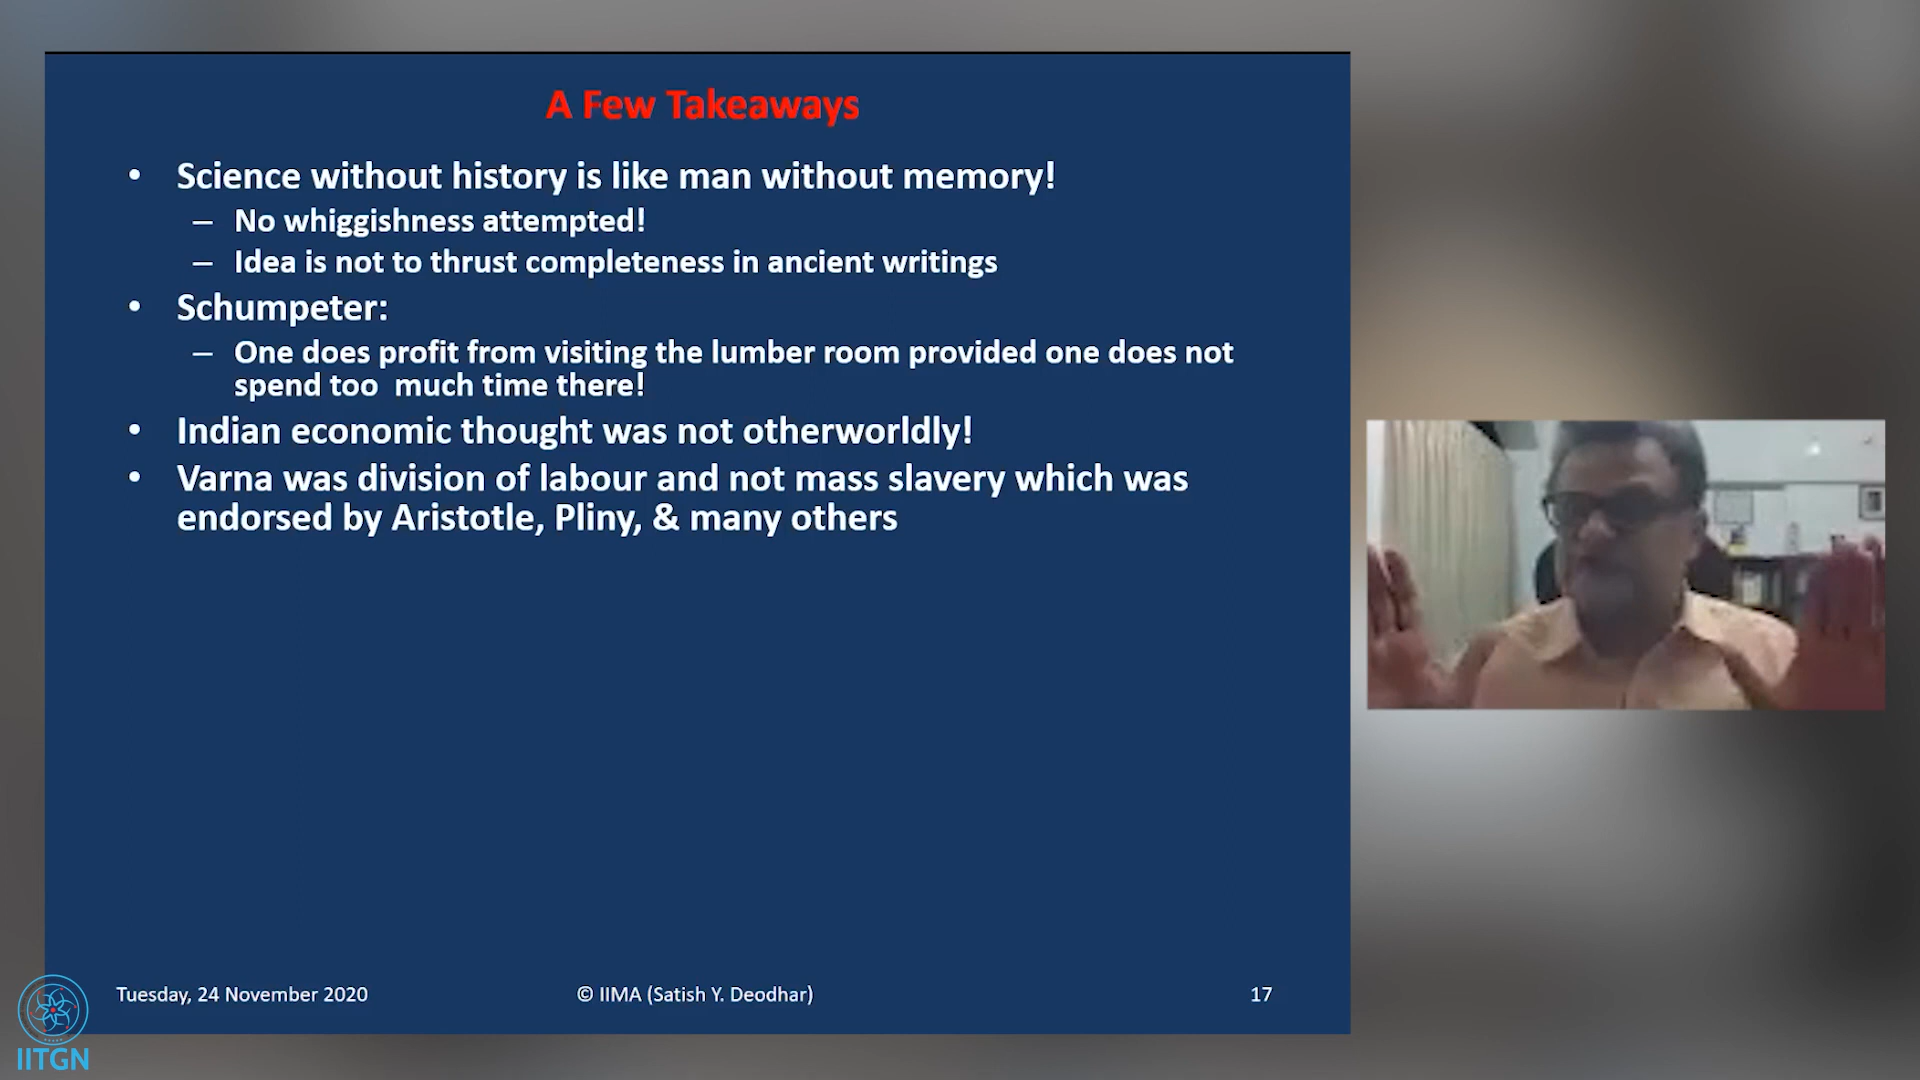 A Few Takeaways
• Science without history is like man without memory!
– No whiggishness attempted!
– Idea is not to thrust completeness in ancient writings
• Schumpeter:
– One does profit from visiting the lumber room provided one does not
spend too much time there!
• Indian economic thought was not otherworldly!
• Varna was division of labour and not mass slavery which was
endorsed by Aristotle, Pliny, & many others
Tuesday, 24 November 2020
© IIMA (Satish Y. Deodhar)
17
IITGN